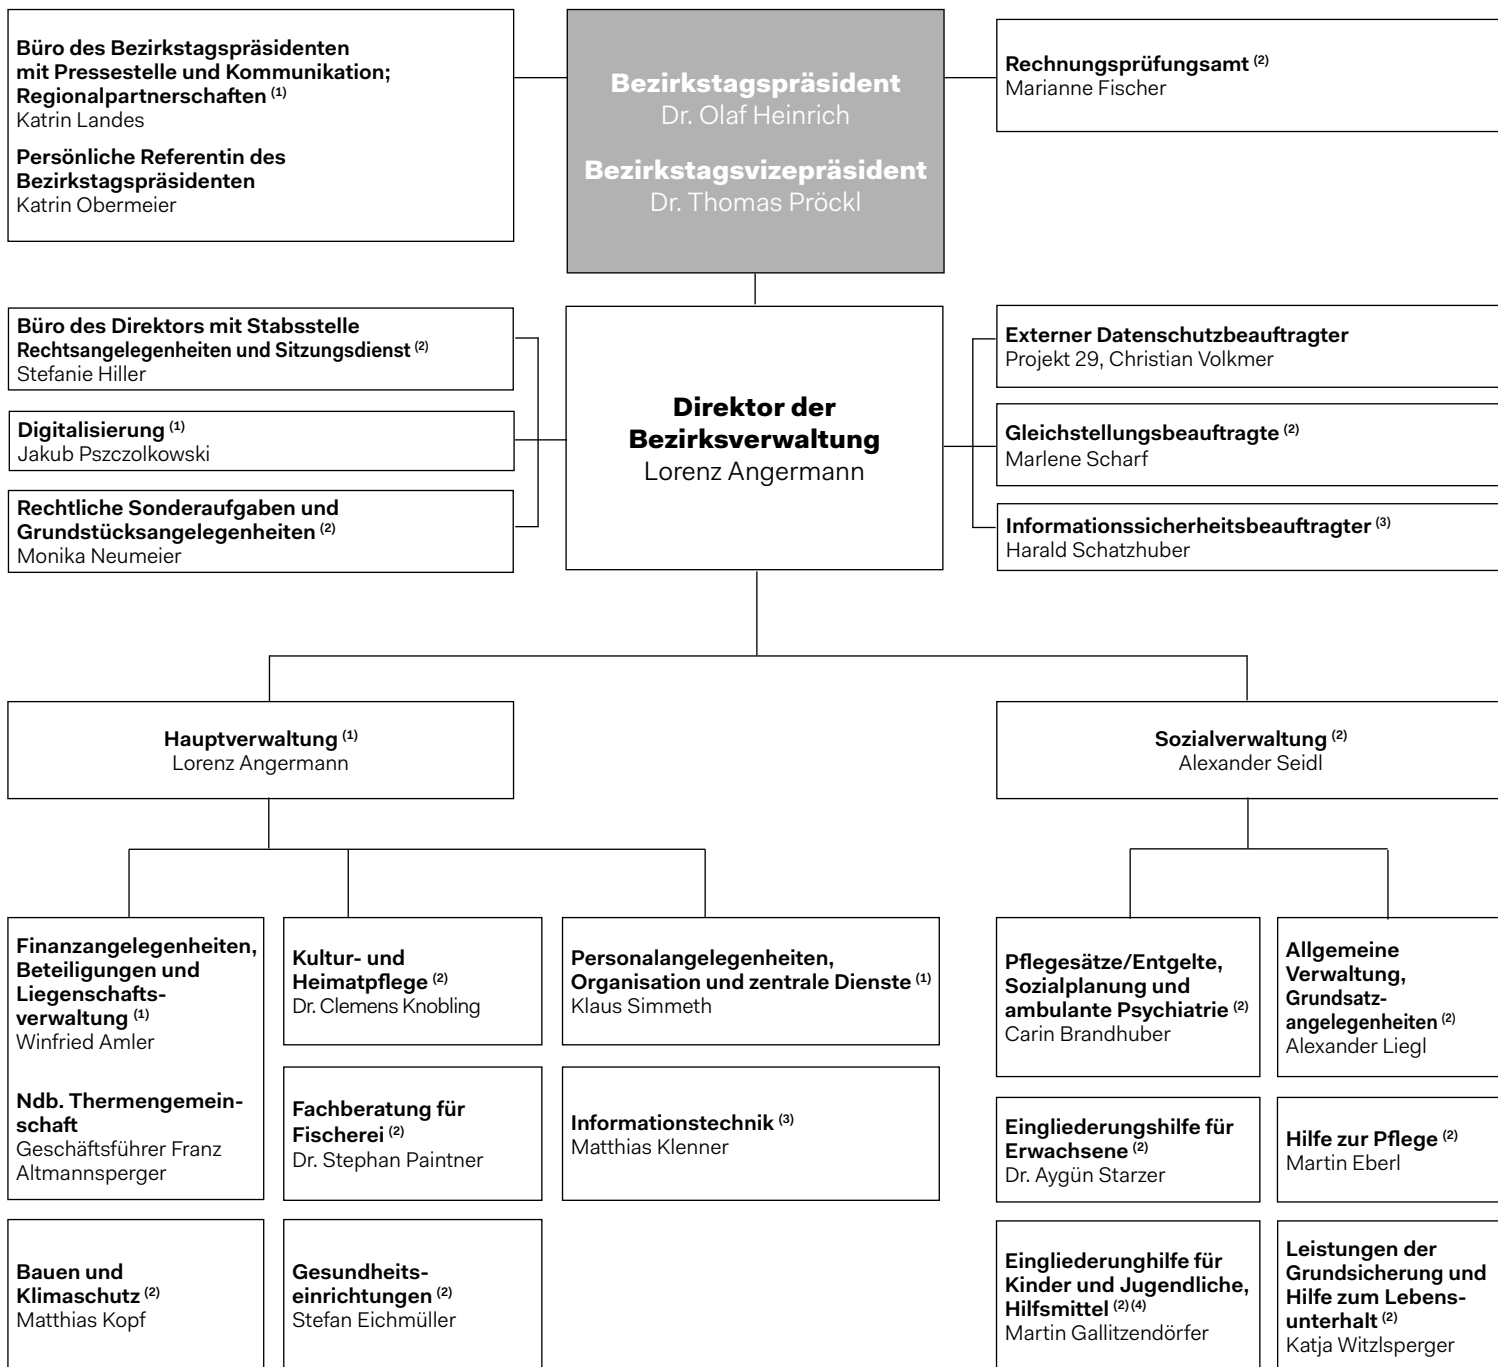 Büro des Bezirkstagspräsidenten
mit Pressestelle und Kommunikation;
Regionalpartnerschaften (1)
Katrin Landes
Persönliche Referentin des
Bezirkstagspräsidenten
Katrin Obermeier
Bezirkstagspräsident
Dr. Olaf Heinrich
Bezirkstagsvizepräsident
Dr. Thomas Pröckl
Rechnungsprüfungsamt (2)
Marianne Fischer
Büro des Direktors mit Stabsstelle
Rechtsangelegenheiten und Sitzungsdienst (2)
Stefanie Hiller
Digitalisierung (1)
Jakub Pszczolkowski
Rechtliche Sonderaufgaben und
Grundstücksangelegenheiten (2)
Monika Neumeier
Direktor der
Bezirksverwaltung
Lorenz Angermann
Externer Datenschutzbeauftragter
Projekt 29, Christian Volkmer
Gleichstellungsbeauftragte (2)
Marlene Scharf
Informationssicherheitsbeauftragter (3)
Harald Schatzhuber
Hauptverwaltung (1)
Lorenz Angermann
Sozialverwaltung (2)
Alexander Seidl
Finanzangelegenheiten,
Beteiligungen und
Liegenschafts-
verwaltung (1)
Winfried Amler
Ndb. Thermengemein-
schaft
Geschäftsführer Franz
Altmannsperger
Bauen und
Klimaschutz (2)
Matthias Kopf
Kultur- und
Heimatpflege (2)
Dr. Clemens Knobling
Fachberatung für
Fischerei (2)
Dr. Stephan Paintner
Gesundheits-
einrichtungen (2)
Stefan Eichmüller
Personalangelegenheiten,
Organisation und zentrale Dienste (1)
Klaus Simmeth
Informationstechnik (3)
Matthias Klenner
Pflegesätze/Entgelte,
Sozialplanung und
ambulante Psychiatrie (2)
Carin Brandhuber
Eingliederungshilfe für
Erwachsene (2)
Dr. Aygün Starzer
Eingliederunghilfe für
Kinder und Jugendliche,
Hilfsmittel (2) (4)
Martin Gallitzendörfer
Allgemeine
Verwaltung,
Grundsatz-
angelegenheiten (2)
Alexander Liegl
Hilfe zur Pflege (2)
Martin Eberl
Leistungen der
Grundsicherung und
Hilfe zum Lebens-
unterhalt (2)
Katja Witzlsperger